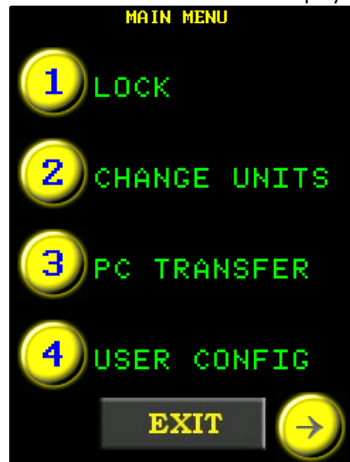 MAIN MENU
1 LOCK
2 CHANGE UNITS
3 PC TRANSFER
4 USER CONFIG
EXIT